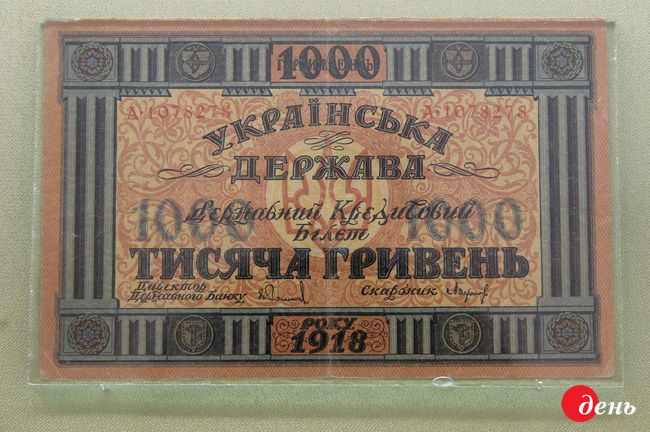 1000
ГРИВЕНЬ
А·1078278 А·1078278
УКРАЇНСЬКА
ДЕРЖАВА
1000 1000
Державний Кредитовий
Білєт
ТИСЯЧА ГРИВЕНЬ
Директор
Державного Банку
Скарбник
РОКУ
1918
день